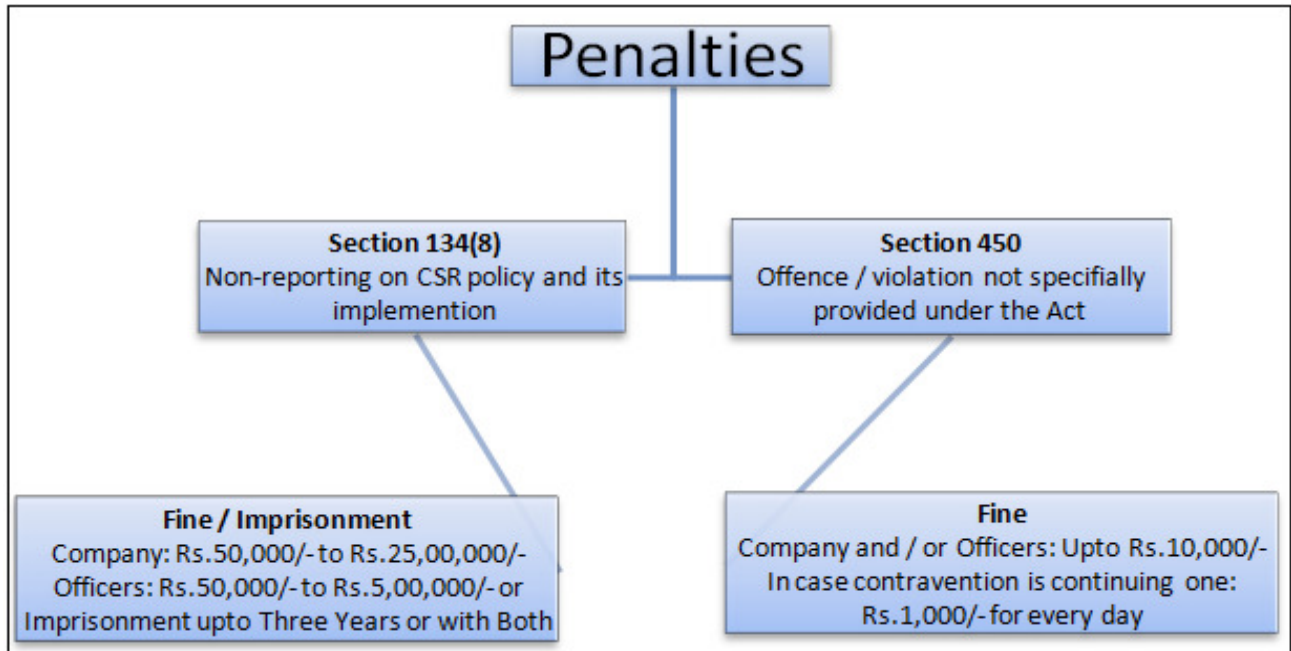 Penalties
Section 134(8)
Non-reporting on CSR policy and its
implemention
Section 450
Offence / violation not specifially
provided under the Act
Fine / Imprisonment
Company: Rs.50,000/- to Rs.25,00,000/-
Officers: Rs.50,000/- to Rs.5,00,000/- or
Imprisonment upto Three Years or with Both
Fine
Company and / or Officers: Upto Rs.10,000/-
In case contravention is continuing one:
Rs.1,000/- for every day